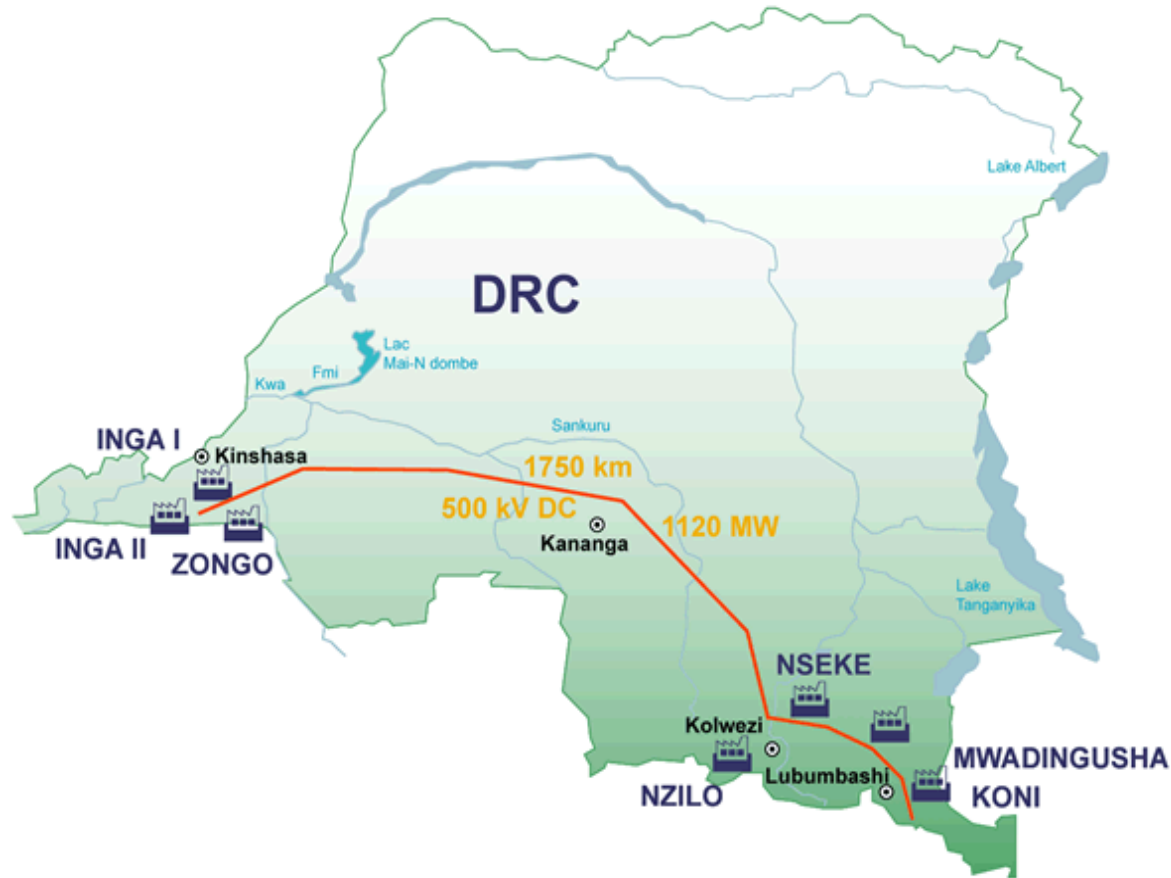 Lake Albert
DRC
Lac
Mai-N dombe
Fmi
Kwa
Sankuru
INGA I
Kinshasa
1750 km
500 kV DC
1120 MW
Kananga
INGA II
ZONGO
Lake
Tanganyika
NSEKE
Kolwezi
MWADINGUSHA
Lubumbashi
NZILO
KONI